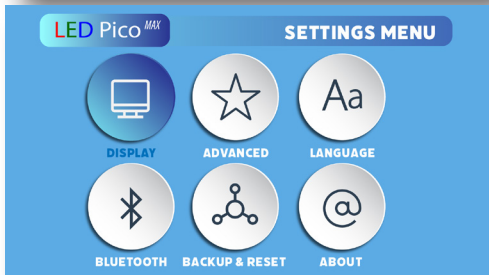 LED Pico MAX
SETTINGS MENU
Aa
DISPLAY
ADVANCED
LANGUAGE
@
BLUETOOTH
BACKUP & RESET
ABOUT